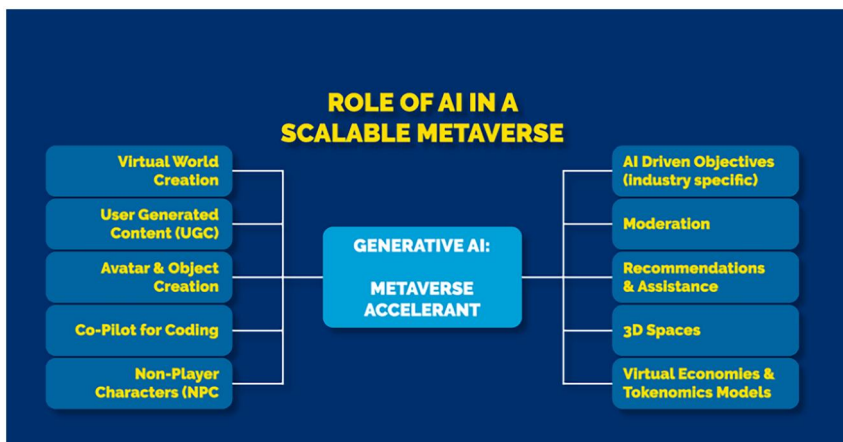 ROLE OF AI IN A
SCALABLE METAVERSE
Virtual World
Creation
User Generated
Content (UGC)
Avatar & Object
Creation
Co-Pilot for Coding
Non-Player
Characters (NPC
GENERATIVE AI:
METAVERSE
ACCELERANT
AI Driven Objectives
(industry specific)
Moderation
Recommendations
& Assistance
3D Spaces
Virtual Economies &
Tokenomics Models